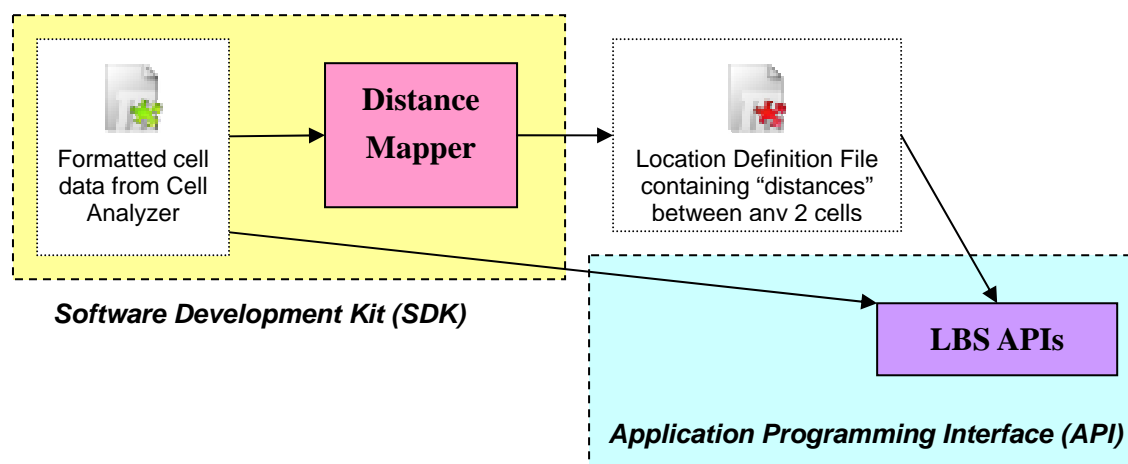 Formatted cell
data from Cell
Analyzer
Distance
Mapper
Location Definition File
containing “distances”
between any 2 cells
Software Development Kit (SDK)
LBS APIs
Application Programming Interface (API)